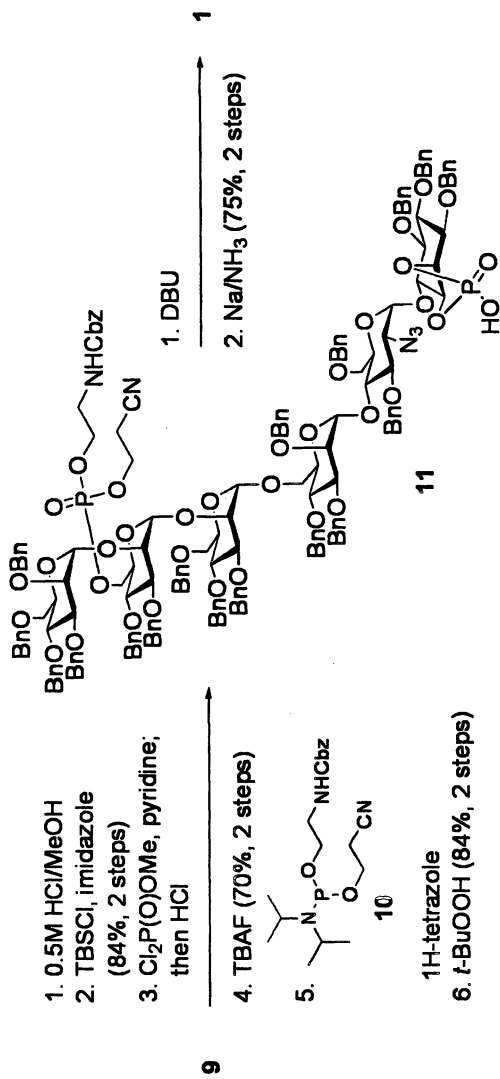 9
1. 0.5M HCl/MeOH
2. TBSCl, imidazole
(84%, 2 steps)
3. Cl₂P(O)OMe, pyridine;
then HCl
4. TBAF (70%, 2 steps)
5.
N
P
O
NHCbz
O
CN
10
1H-tetrazole
6. t-BuOOH (84%, 2 steps)
NHCbz
O
O
P
O
CN
BnO
OBn
O
BnO
BnO
O
O
O
BnO
BnO
O
BnO
O
BnO
BnO
O
OBn
O
BnO
BnO
O
OBn
O
BnO
N₃
O
OBn
OBn
OBn
O
O
P
O
HO
11
1. DBU
2. Na/NH₃ (75%, 2 steps)
1